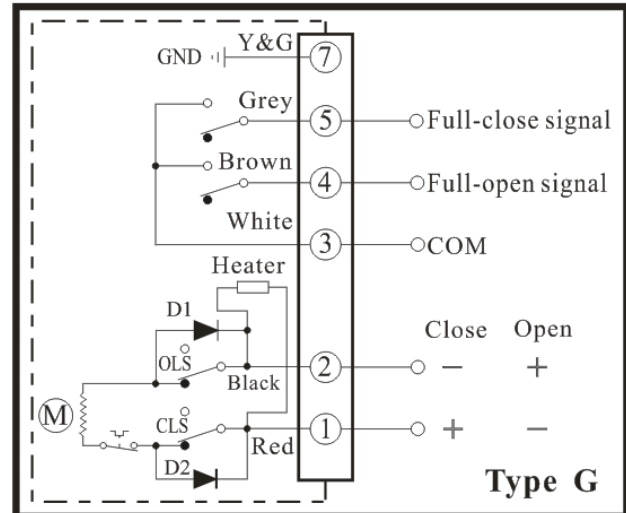 Y&G
GND
7
Grey
5
Full-close signal
Brown
4
Full-open signal
White
3
COM
Heater
D1
Close Open
OLS
2
− +
Black
M
CLS
1
+ −
Red
D2
Type G